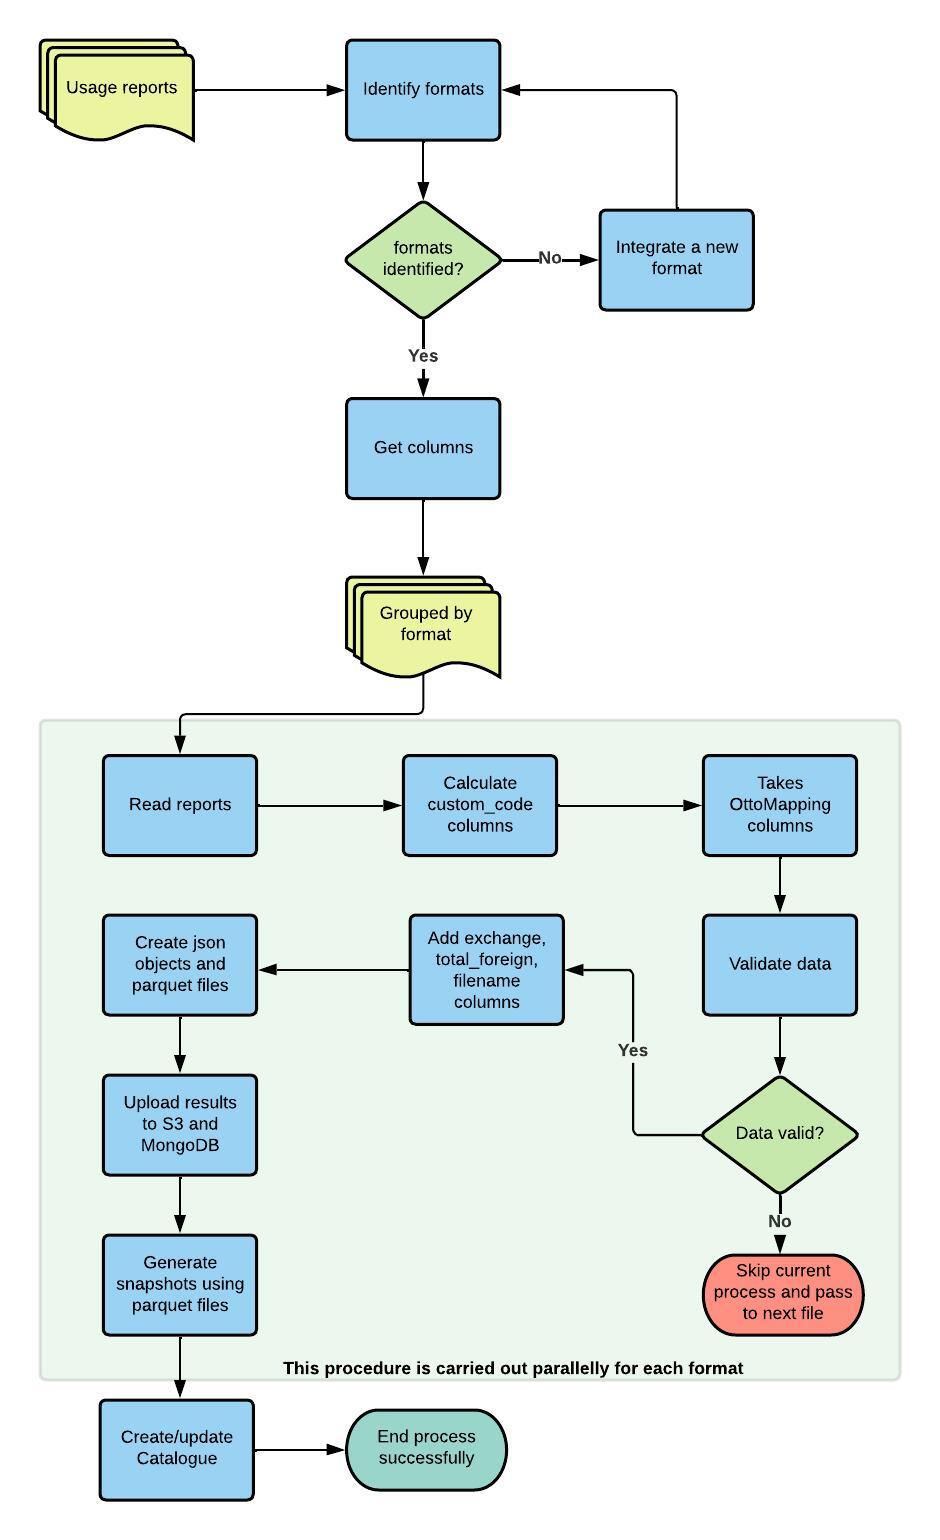 Usage reports
Identify formats
formats
identified?
No
Integrate a new
format
Yes
Get columns
Grouped by
format
Read reports
Calculate
custom_code
columns
Takes
OttoMapping
columns
Validate data
Data valid?
Yes
Add exchange,
total_foreign,
filename
columns
Create json
objects and
parquet files
Upload results
to S3 and
MongoDB
Generate
snapshots using
parquet files
No
Skip current
process and pass
to next file
This procedure is carried out parallelly for each format
Create/update
Catalogue
End process
successfully